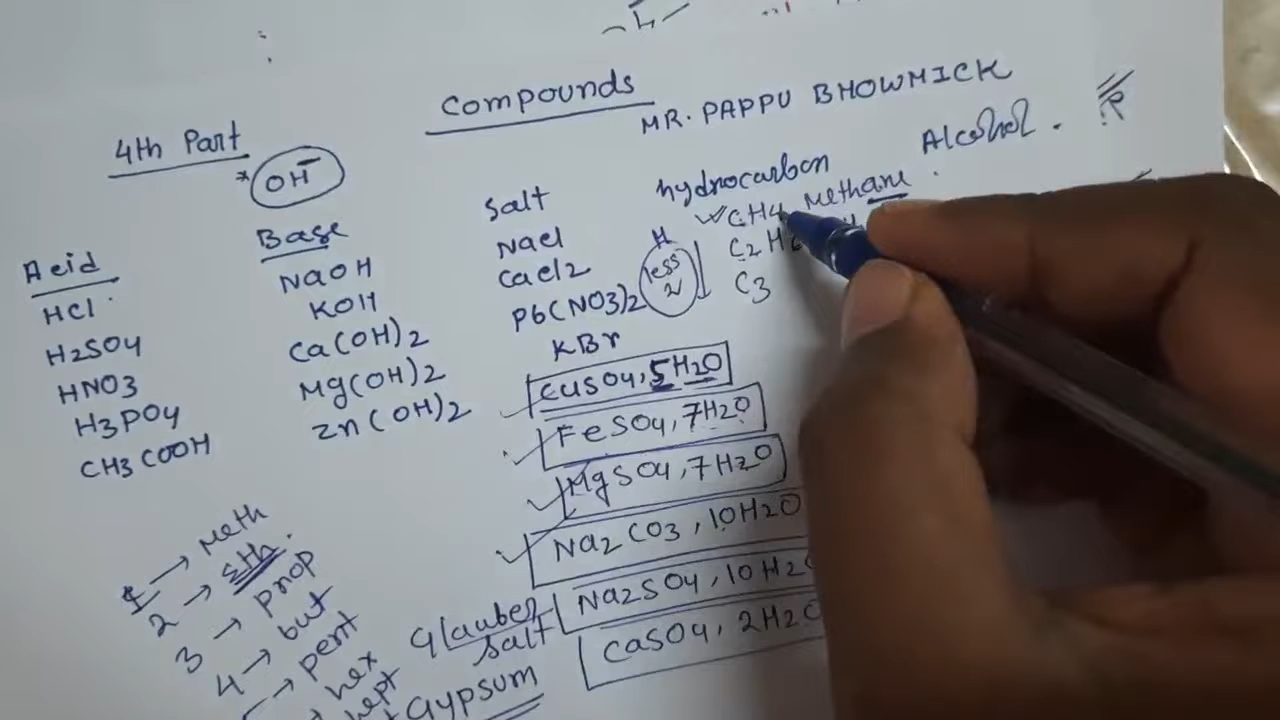 Compounds
MR. PAPPU BHOWMICK
4th Part
* OH-
Acid
HCl
H2SO4
HNO3
H3PO4
CH3COOH
Base
NaOH
KOH
Ca(OH)2
Mg(OH)2
Zn(OH)2
Salt
NaCl
CaCl2
Pb(NO3)2
KBr
CuSO4, 5H2O
FeSO4, 7H2O
MgSO4, 7H2O
Na2CO3, 10H2O
Glauber salt Na2SO4, 10H2O
Gypsum CaSO4, 2H2O
hydrocarbon
CH4 Methane
C2H
C3
H
less
2
Alcohol.
1 → Meth
2 → Eth
3 → prop
4 → but
→ pent
hex
hept